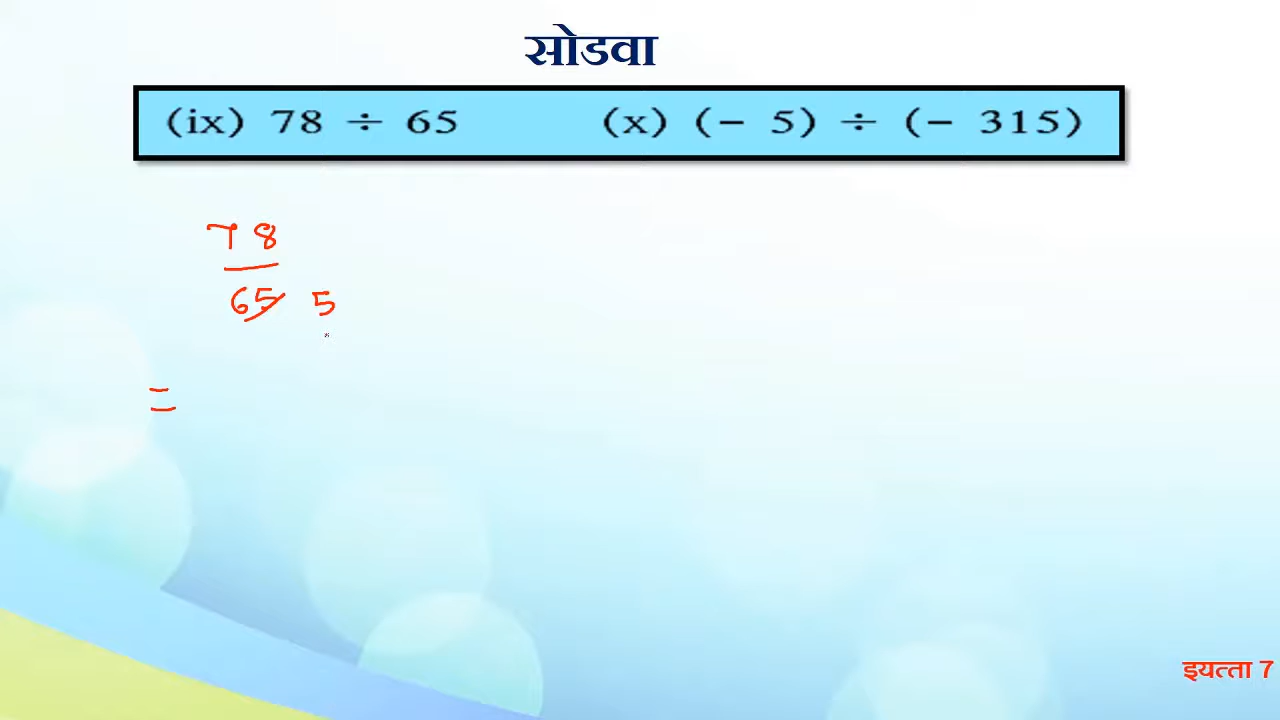 सोडवा
(ix) 78 ÷ 65 (x) (− 5) ÷ (− 315)
78
65 5
=
इयत्ता 7